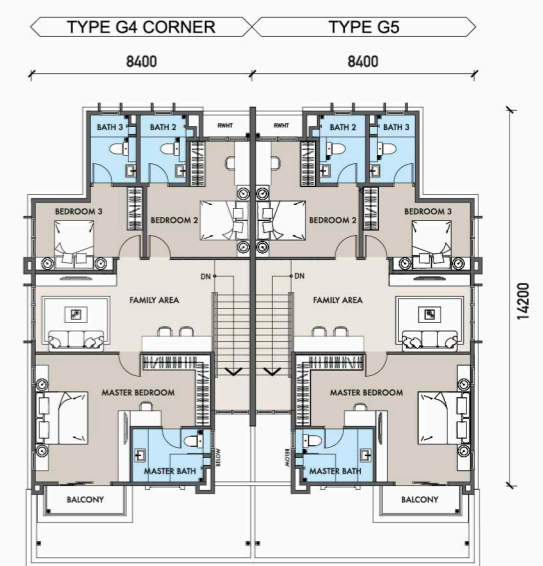 TYPE G4 CORNER
TYPE G5
8400
8400
BATH 3
BATH 2
RWHT
RWHT
BATH 2
BATH 3
BEDROOM 3
BEDROOM 2
BEDROOM 2
BEDROOM 3
DN
DN
FAMILY AREA
FAMILY AREA
14200
MASTER BEDROOM
MASTER BEDROOM
MASTER BATH
BELOW
BELOW
MASTER BATH
BALCONY
BALCONY